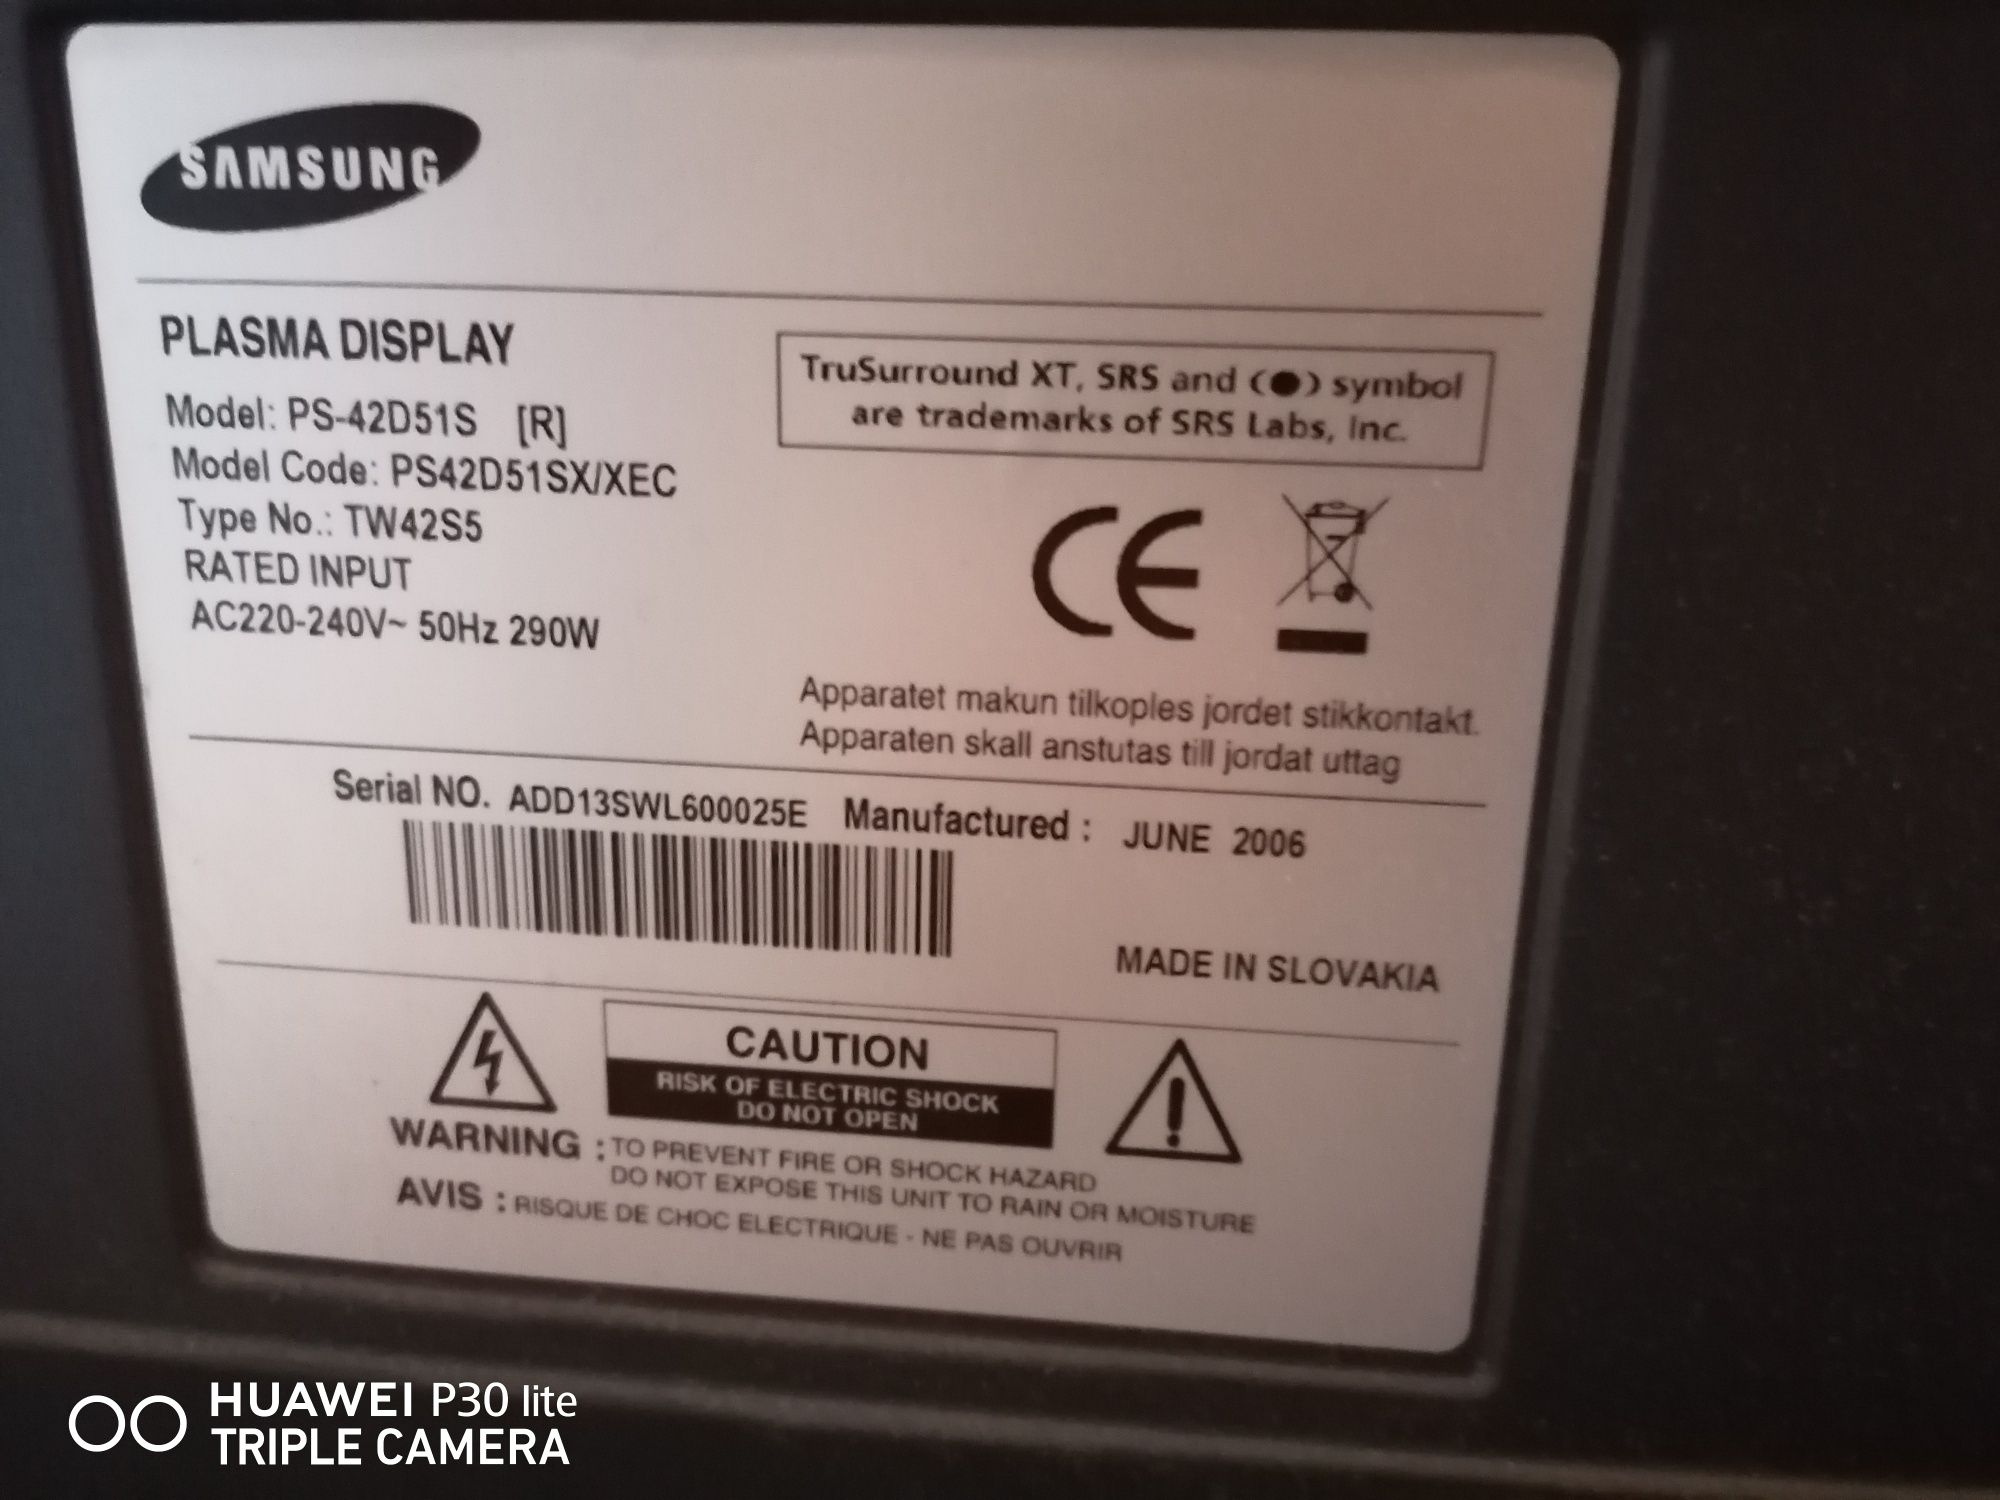 SAMSUNG
PLASMA DISPLAY
Model: PS-42D51S [R]
Model Code: PS42D51SX/XEC
Type No.: TW42S5
RATED INPUT
AC220-240V~ 50Hz 290W
TruSurround XT, SRS and (●) symbol
are trademarks of SRS Labs, Inc.
CE
Apparatet makun tilkoples jordet stikkontakt.
Apparaten skall anstutas till jordat uttag
Serial NO. ADD13SWL600025E Manufactured : JUNE 2006
MADE IN SLOVAKIA
CAUTION
RISK OF ELECTRIC SHOCK
DO NOT OPEN
WARNING : TO PREVENT FIRE OR SHOCK HAZARD
DO NOT EXPOSE THIS UNIT TO RAIN OR MOISTURE
AVIS : RISQUE DE CHOC ELECTRIQUE - NE PAS OUVRIR
HUAWEI P30 lite
TRIPLE CAMERA